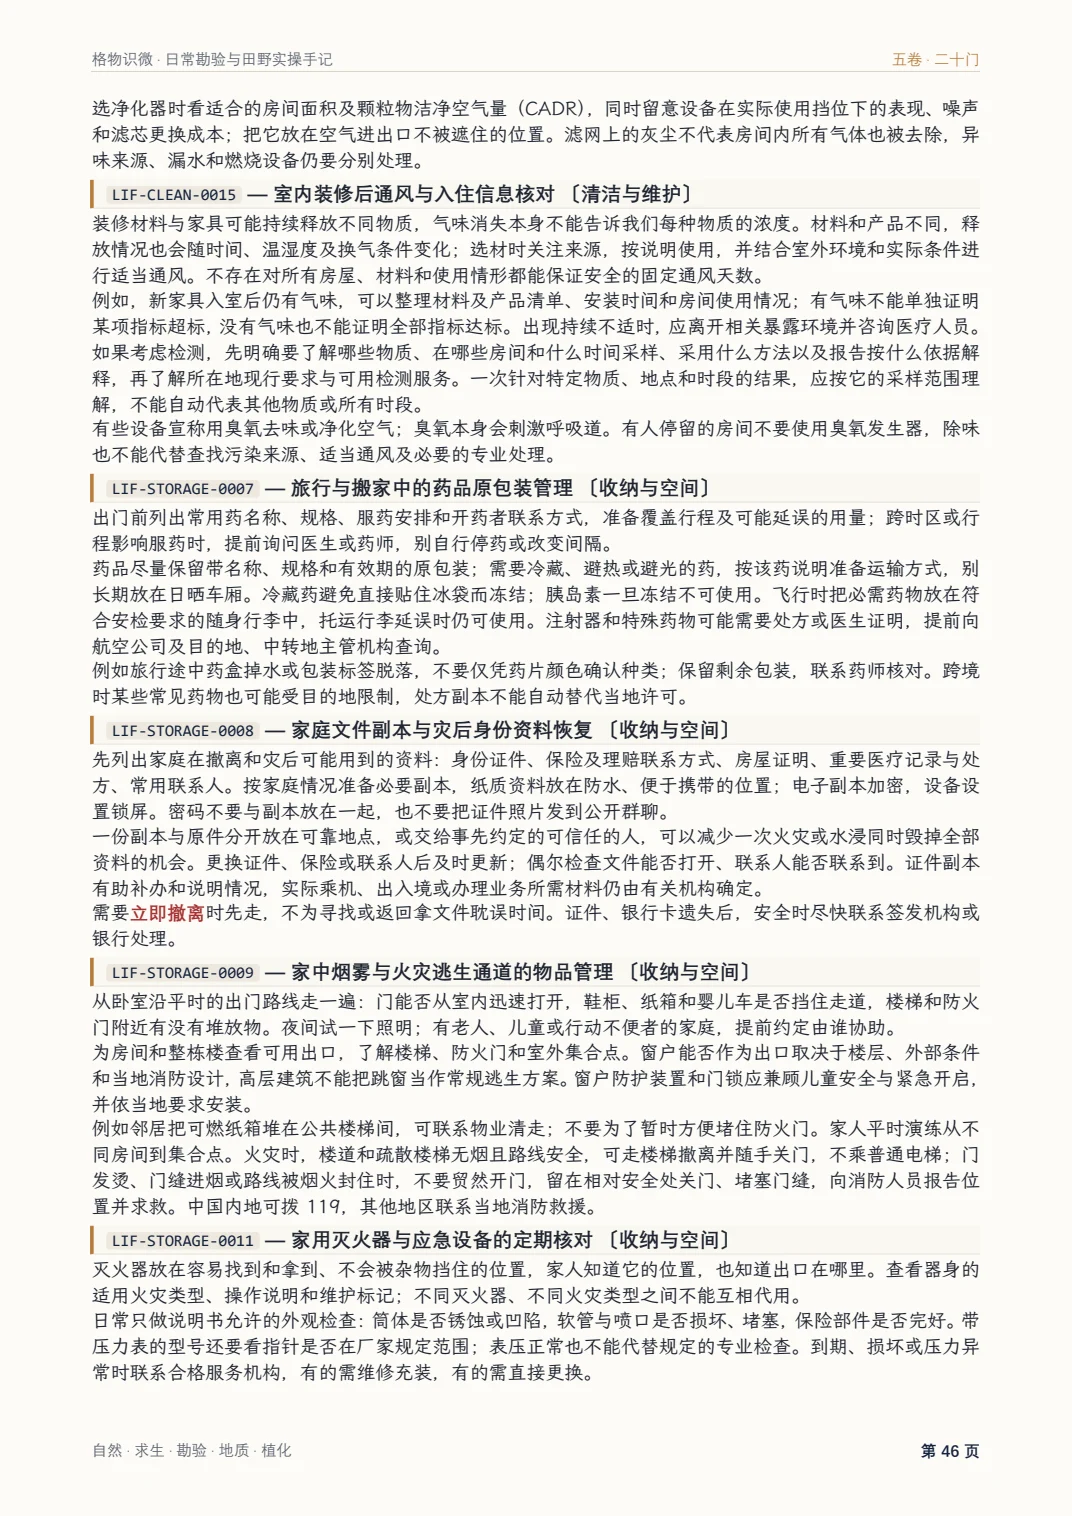 格物识微 · 日常勘验与田野实操手记
五卷 · 二十门
选净化器时看适合的房间面积及颗粒物洁净空气量（CADR），同时留意设备在实际使用挡位下的表现、噪声
和滤芯更换成本；把它放在空气进出口不被遮住的位置。滤网上的灰尘不代表房间内所有气体也被去除，异
味来源、漏水和燃烧设备仍要分别处理。
LIF-CLEAN-0015 — 室内装修后通风与入住信息核对 〔清洁与维护〕
装修材料与家具可能持续释放不同物质，气味消失本身不能告诉我们每种物质的浓度。材料和产品不同，释
放情况也会随时间、温湿度及换气条件变化；选材时关注来源，按说明使用，并结合室外环境和实际条件进
行适当通风。不存在对所有房屋、材料和使用情形都能保证安全的固定通风天数。
例如，新家具入室后仍有气味，可以整理材料及产品清单、安装时间和房间使用情况；有气味不能单独证明
某项指标超标，没有气味也不能证明全部指标达标。出现持续不适时，应离开相关暴露环境并咨询医疗人员。
如果考虑检测，先明确要了解哪些物质、在哪些房间和什么时间采样、采用什么方法以及报告按什么依据解
释，再了解所在地现行要求与可用检测服务。一次针对特定物质、地点和时段的结果，应按它的采样范围理
解，不能自动代表其他物质或所有时段。
有些设备宣称用臭氧去味或净化空气；臭氧本身会刺激呼吸道。有人停留的房间不要使用臭氧发生器，除味
也不能代替查找污染来源、适当通风及必要的专业处理。
LIF-STORAGE-0007 — 旅行与搬家中的药品原包装管理 〔收纳与空间〕
出门前列出常用药名称、规格、服药安排和开药者联系方式，准备覆盖行程及可能延误的用量；跨时区或行
程影响服药时，提前询问医生或药师，别自行停药或改变间隔。
药品尽量保留带名称、规格和有效期的原包装；需要冷藏、避热或避光的药，按该药说明准备运输方式，别
长期放在日晒车厢。冷藏药避免直接贴住冰袋而冻结；胰岛素一旦冻结不可使用。飞行时把必需药物放在符
合安检要求的随身行李中，托运行李延误时仍可使用。注射器和特殊药物可能需要处方或医生证明，提前向
航空公司及目的地、中转地主管机构查询。
例如旅行途中药盒掉水或包装标签脱落，不要仅凭药片颜色确认种类；保留剩余包装，联系药师核对。跨境
时某些常见药物也可能受目的地限制，处方副本不能自动替代当地许可。
LIF-STORAGE-0008 — 家庭文件副本与灾后身份资料恢复 〔收纳与空间〕
先列出家庭在撤离和灾后可能用到的资料：身份证件、保险及理赔联系方式、房屋证明、重要医疗记录与处
方、常用联系人。按家庭情况准备必要副本，纸质资料放在防水、便于携带的位置；电子副本加密，设备设
置锁屏。密码不要与副本放在一起，也不要把证件照片发到公开群聊。
一份副本与原件分开放在可靠地点，或交给事先约定的可信任的人，可以减少一次火灾或水浸同时毁掉全部
资料的机会。更换证件、保险或联系人后及时更新；偶尔检查文件能否打开、联系人能否联系到。证件副本
有助补办和说明情况，实际乘机、出入境或办理业务所需材料仍由有关机构确定。
需要立即撤离时先走，不为寻找或返回拿文件耽误时间。证件、银行卡遗失后，安全时尽快联系签发机构或
银行处理。
LIF-STORAGE-0009 — 家中烟雾与火灾逃生通道的物品管理 〔收纳与空间〕
从卧室沿平时的出门路线走一遍：门能否从室内迅速打开，鞋柜、纸箱和婴儿车是否挡住走道，楼梯和防火
门附近有没有堆放物。夜间试一下照明；有老人、儿童或行动不便者的家庭，提前约定由谁协助。
为房间和整栋楼查看可用出口，了解楼梯、防火门和室外集合点。窗户能否作为出口取决于楼层、外部条件
和当地消防设计，高层建筑不能把跳窗当作常规逃生方案。窗户防护装置和门锁应兼顾儿童安全与紧急开启，
并依当地要求安装。
例如邻居把可燃纸箱堆在公共楼梯间，可联系物业清走；不要为了暂时方便堵住防火门。家人平时演练从不
同房间到集合点。火灾时，楼道和疏散楼梯无烟且路线安全，可走楼梯撤离并随手关门，不乘普通电梯；门
发烫、门缝进烟或路线被烟火封住时，不要贸然开门，留在相对安全处关门、堵塞门缝，向消防人员报告位
置并求救。中国内地可拨 119，其他地区联系当地消防救援。
LIF-STORAGE-0011 — 家用灭火器与应急设备的定期核对 〔收纳与空间〕
灭火器放在容易找到和拿到、不会被杂物挡住的位置，家人知道它的位置，也知道出口在哪里。查看器身的
适用火灾类型、操作说明和维护标记；不同灭火器、不同火灾类型之间不能互相代用。
日常只做说明书允许的外观检查：筒体是否锈蚀或凹陷，软管与喷口是否损坏、堵塞，保险部件是否完好。带
压力表的型号还要看指针是否在厂家规定范围；表压正常也不能代替规定的专业检查。到期、损坏或压力异
常时联系合格服务机构，有的需维修充装，有的需直接更换。
自然 · 求生 · 勘验 · 地质 · 植化
第 46 页